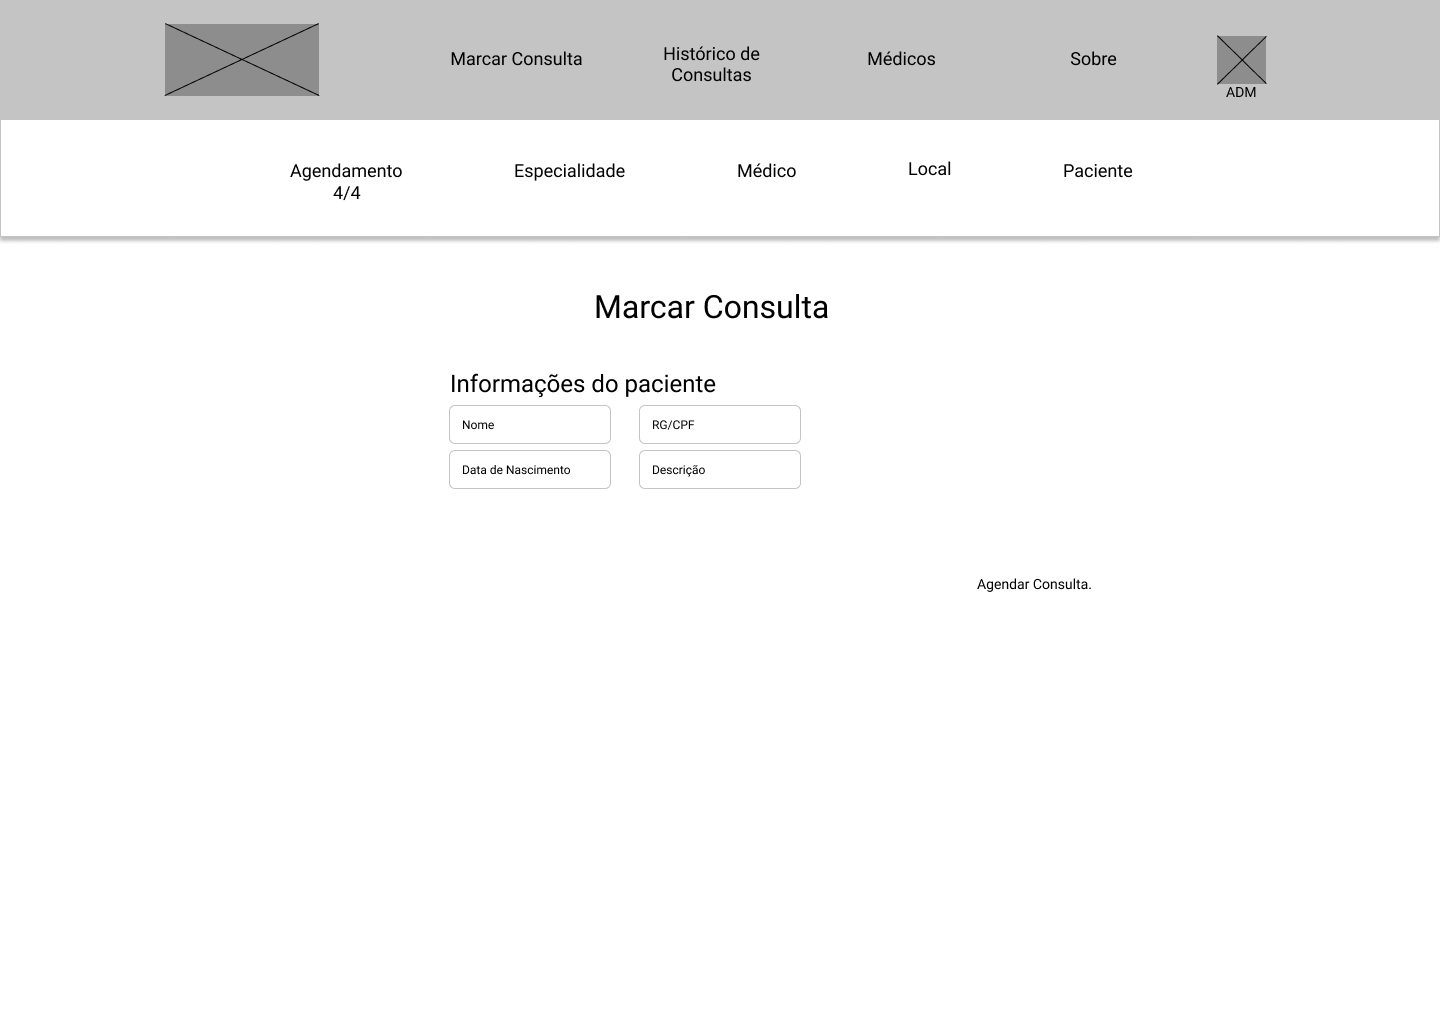 Marcar Consulta
Histórico de
Consultas
Médicos
Sobre
ADM
Agendamento
4/4
Especialidade
Médico
Local
Paciente
Marcar Consulta
Informações do paciente
Nome
RG/CPF
Data de Nascimento
Descrição
Agendar Consulta.